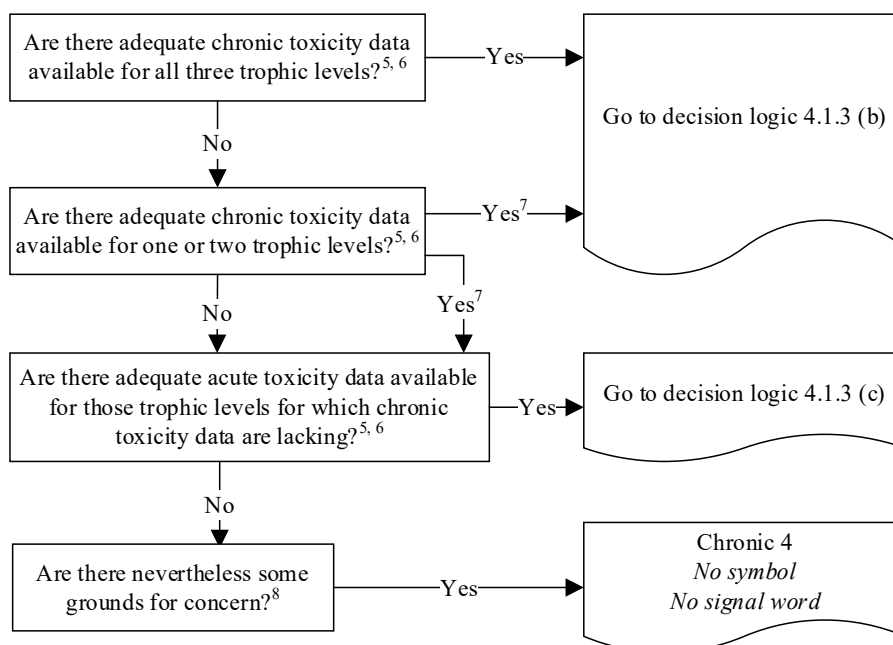 Are there adequate chronic toxicity data
available for all three trophic levels?5, 6
Yes
Go to decision logic 4.1.3 (b)
No
Are there adequate chronic toxicity data
available for one or two trophic levels?5, 6
Yes7
Yes7
No
Are there adequate acute toxicity data available
for those trophic levels for which chronic
toxicity data are lacking?5, 6
Yes
Go to decision logic 4.1.3 (c)
No
Are there nevertheless some
grounds for concern?8
Yes
Chronic 4
No symbol
No signal word